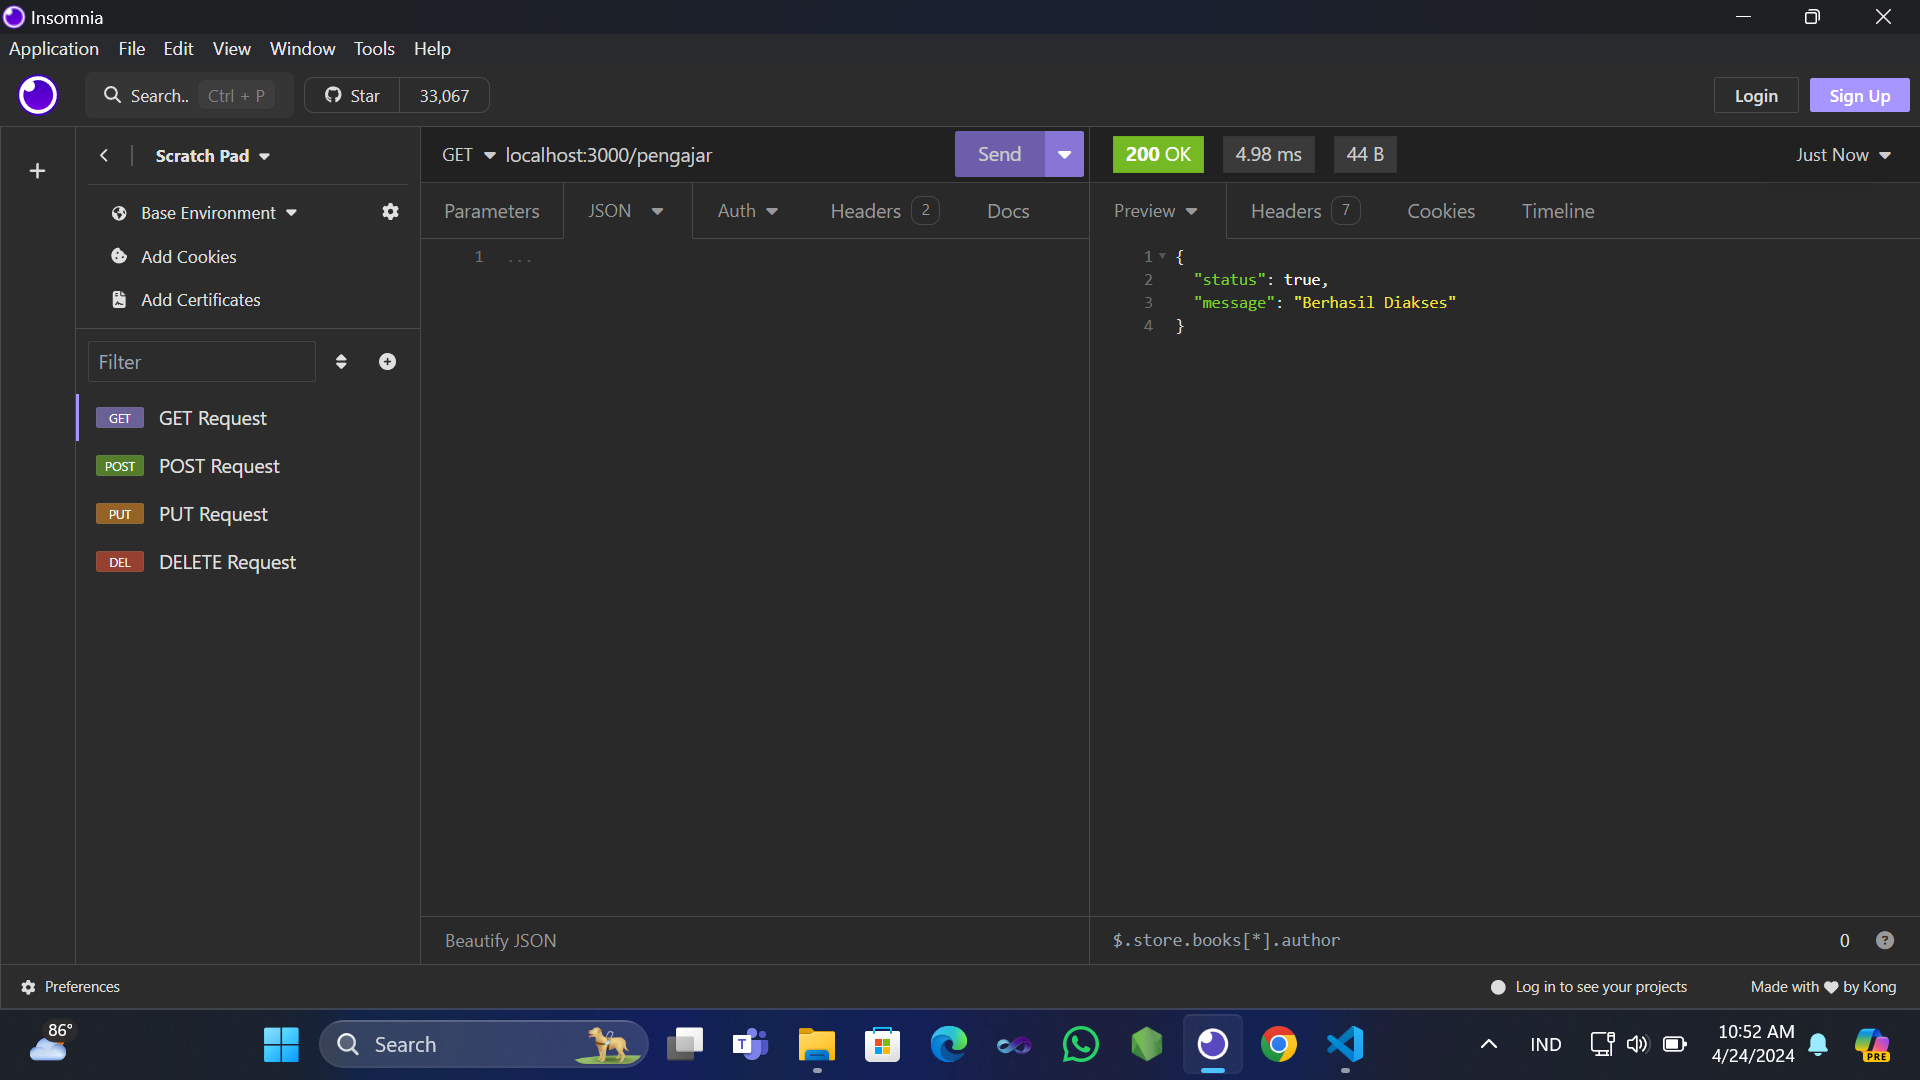 Insomnia
Application File Edit View Window Tools Help
Search.. Ctrl + P Star 33,067 Login Sign Up
Scratch Pad
GET localhost:3000/pengajar Send
200 OK 4.98 ms 44 B Just Now
Base Environment
Add Cookies
Add Certificates
Filter
GET GET Request
POST POST Request
PUT PUT Request
DEL DELETE Request
Parameters JSON Auth Headers 2 Docs
1 ...
Beautify JSON
Preview Headers 7 Cookies Timeline
1 {
2 "status": true,
3 "message": "Berhasil Diakses"
4 }
$.store.books[*].author 0 ?
Preferences Log in to see your projects Made with by Kong
86° Search T IND 10:52 AM
4/24/2024 PRE